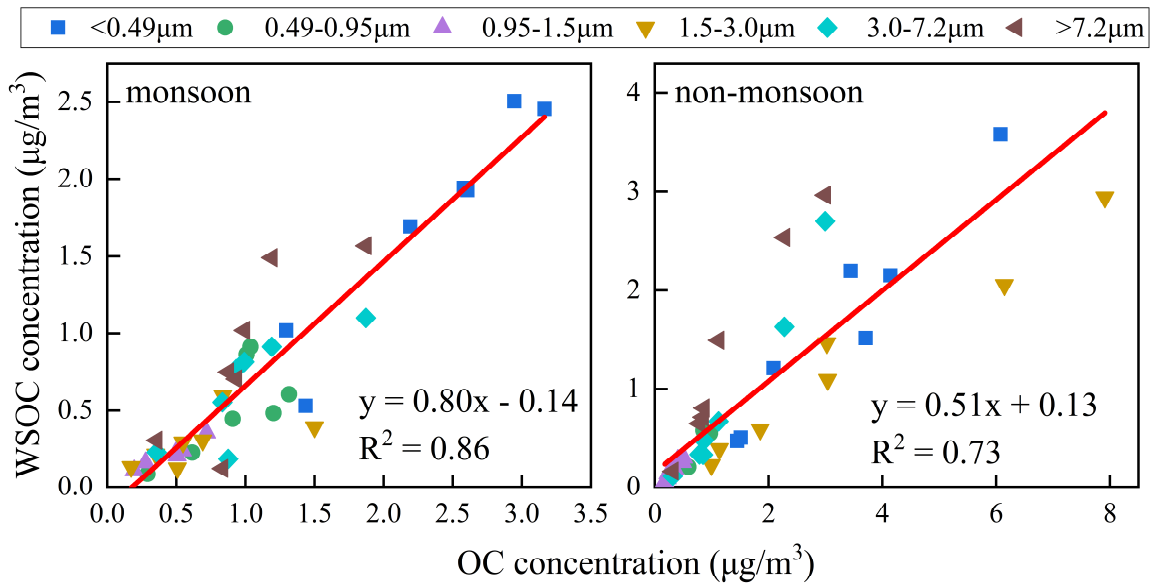 <0.49μm 0.49-0.95μm 0.95-1.5μm 1.5-3.0μm 3.0-7.2μm >7.2μm
WSOC concentration (μg/m³)
monsoon
2.5
2.0
1.5
1.0
0.5
0.0
y = 0.80x - 0.14
R² = 0.86
0.0 0.5 1.0 1.5 2.0 2.5 3.0 3.5
non-monsoon
4
3
2
1
0
y = 0.51x + 0.13
R² = 0.73
0 2 4 6 8
OC concentration (μg/m³)